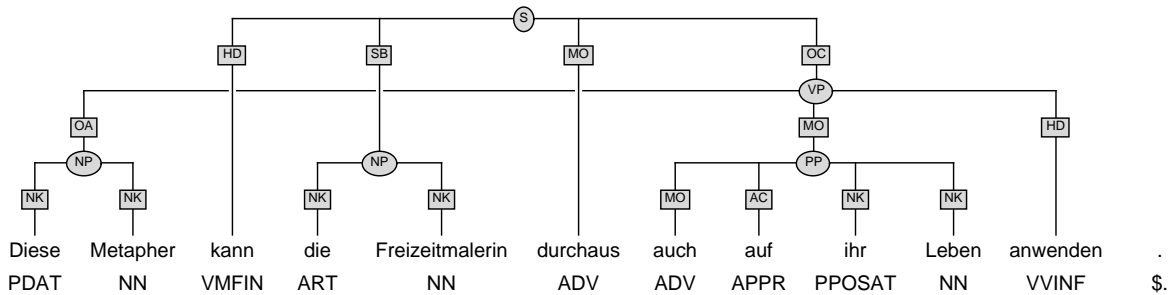 S
HD SB MO OC
VP
OA MO HD
NP NP PP
NK NK NK NK MO AC NK NK
Diese Metapher kann die Freizeitmalerin durchaus auch auf ihr Leben anwenden .
PDAT NN VMFIN ART NN ADV ADV APPR PPOSAT NN VVINF $.